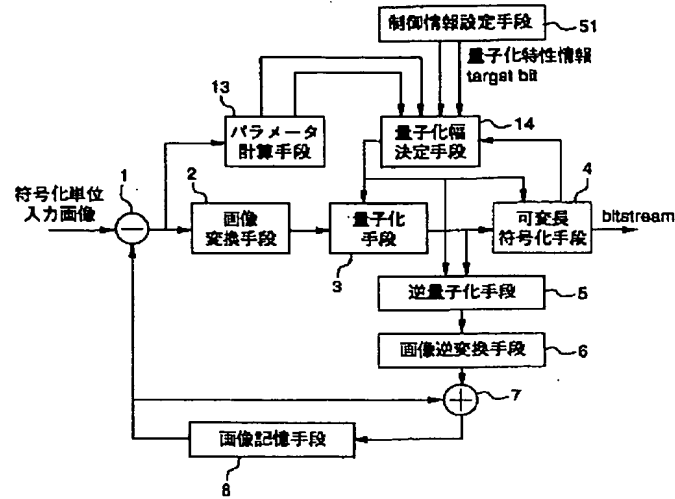 制御情報設定手段
51
量子化特性情報
target bit
13
パラメータ
計算手段
量子化幅
決定手段
14
符号化単位
入力画像
1
2
画像
変換手段
量子化
手段
3
4
可変長
符号化手段
bitstream
逆量子化手段
5
画像逆変換手段
6
7
画像記憶手段
8